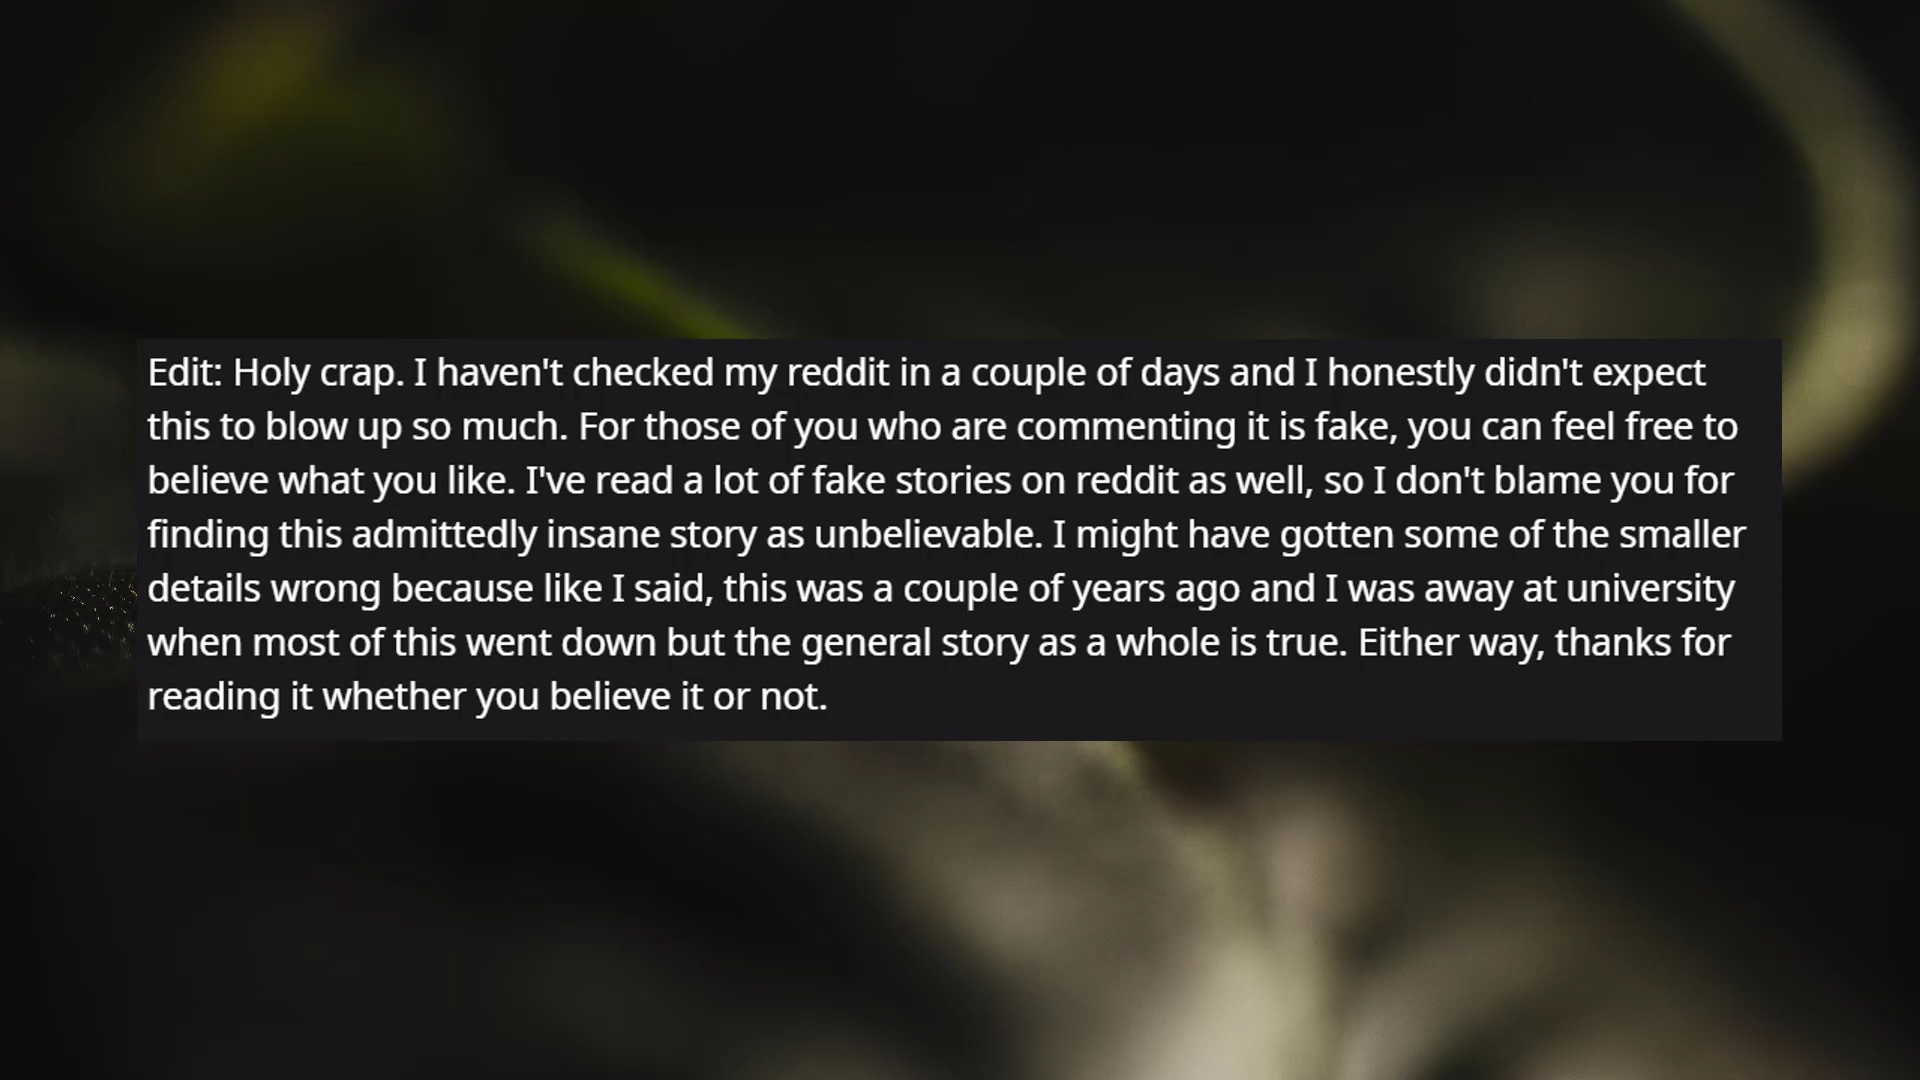 Edit: Holy crap. I haven't checked my reddit in a couple of days and I honestly didn't expect
this to blow up so much. For those of you who are commenting it is fake, you can feel free to
believe what you like. I've read a lot of fake stories on reddit as well, so I don't blame you for
finding this admittedly insane story as unbelievable. I might have gotten some of the smaller
details wrong because like I said, this was a couple of years ago and I was away at university
when most of this went down but the general story as a whole is true. Either way, thanks for
reading it whether you believe it or not.